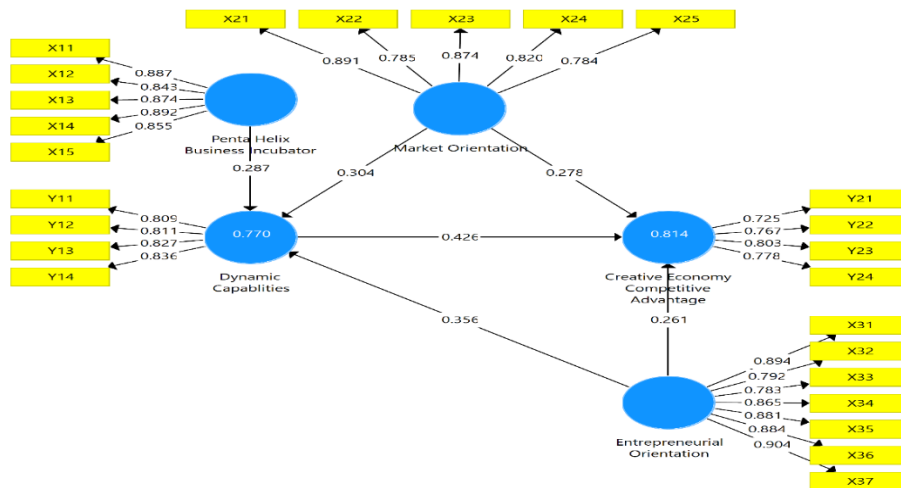 X21
X22
X23
X24
X25
0.891
0.785
0.874
0.820
0.784
X11
X12
X13
X14
X15
0.887
0.843
0.874
0.892
0.855
Penta Helix
Business Incubator
Market Orientation
0.287
0.304
0.278
Y11
Y12
Y13
Y14
0.809
0.811
0.827
0.836
0.770
Dynamic
Capablities
0.426
0.814
Creative Economy
Competitive
Advantage
0.725
0.767
0.803
0.778
Y21
Y22
Y23
Y24
0.356
0.261
Entrepreneurial
Orientation
0.894
0.792
0.783
0.865
0.881
0.884
0.904
X31
X32
X33
X34
X35
X36
X37